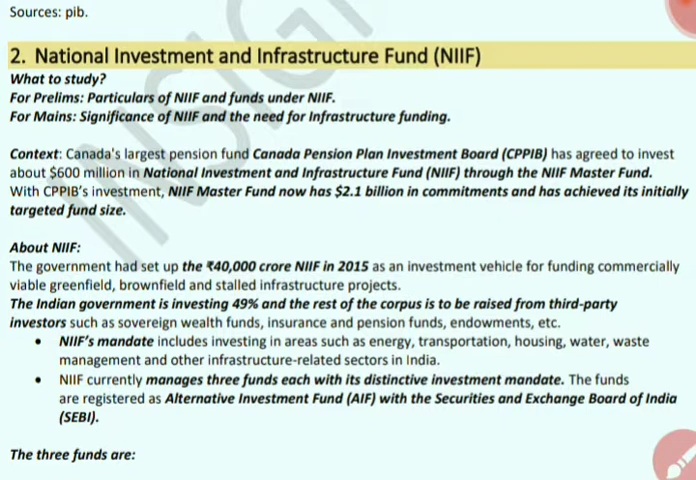 Sources: pib.
2. National Investment and Infrastructure Fund (NIIF)
What to study?
For Prelims: Particulars of NIIF and funds under NIIF.
For Mains: Significance of NIIF and the need for Infrastructure funding.
Context: Canada's largest pension fund Canada Pension Plan Investment Board (CPPIB) has agreed to invest
about $600 million in National Investment and Infrastructure Fund (NIIF) through the NIIF Master Fund.
With CPPIB's investment, NIIF Master Fund now has $2.1 billion in commitments and has achieved its initially
targeted fund size.
About NIIF:
The government had set up the ₹40,000 crore NIIF in 2015 as an investment vehicle for funding commercially
viable greenfield, brownfield and stalled infrastructure projects.
The Indian government is investing 49% and the rest of the corpus is to be raised from third-party
investors such as sovereign wealth funds, insurance and pension funds, endowments, etc.
• NIIF's mandate includes investing in areas such as energy, transportation, housing, water, waste
management and other infrastructure-related sectors in India.
• NIIF currently manages three funds each with its distinctive investment mandate. The funds
are registered as Alternative Investment Fund (AIF) with the Securities and Exchange Board of India
(SEBI).
The three funds are: